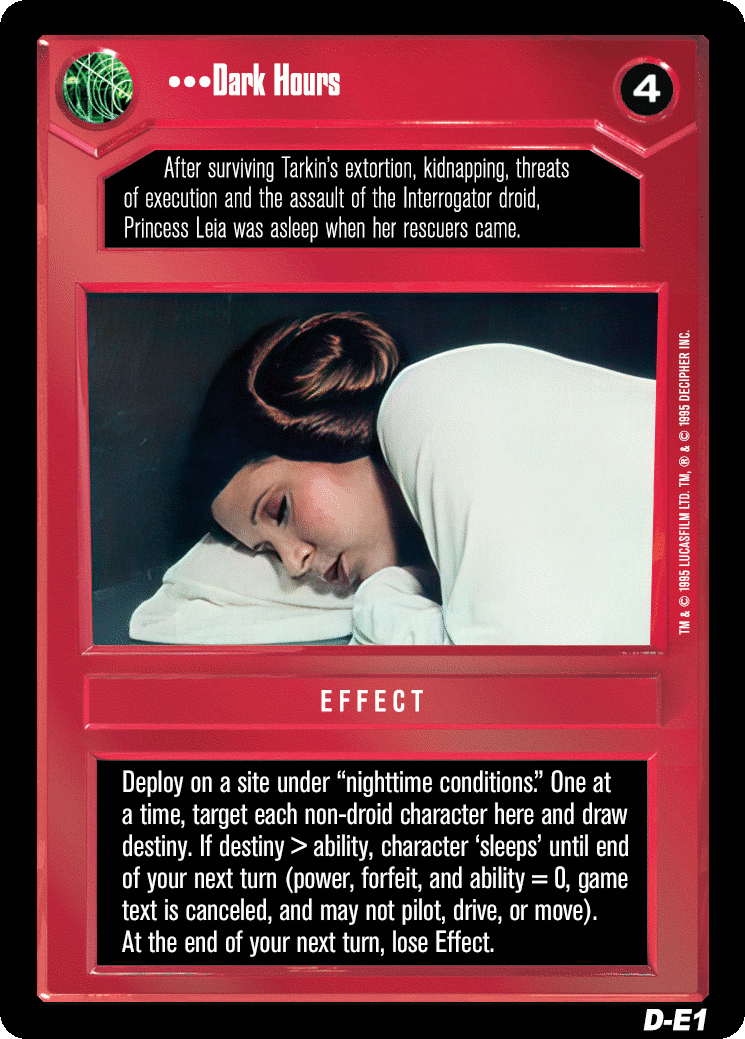 •••Dark Hours
4
After surviving Tarkin's extortion, kidnapping, threats
of execution and the assault of the Interrogator droid,
Princess Leia was asleep when her rescuers came.
TM & © 1995 LUCASFILM LTD. TM, ® & © 1995 DECIPHER INC.
EFFECT
Deploy on a site under “nighttime conditions.” One at
a time, target each non-droid character here and draw
destiny. If destiny > ability, character ‘sleeps’ until end
of your next turn (power, forfeit, and ability = 0, game
text is canceled, and may not pilot, drive, or move).
At the end of your next turn, lose Effect.
D-E1